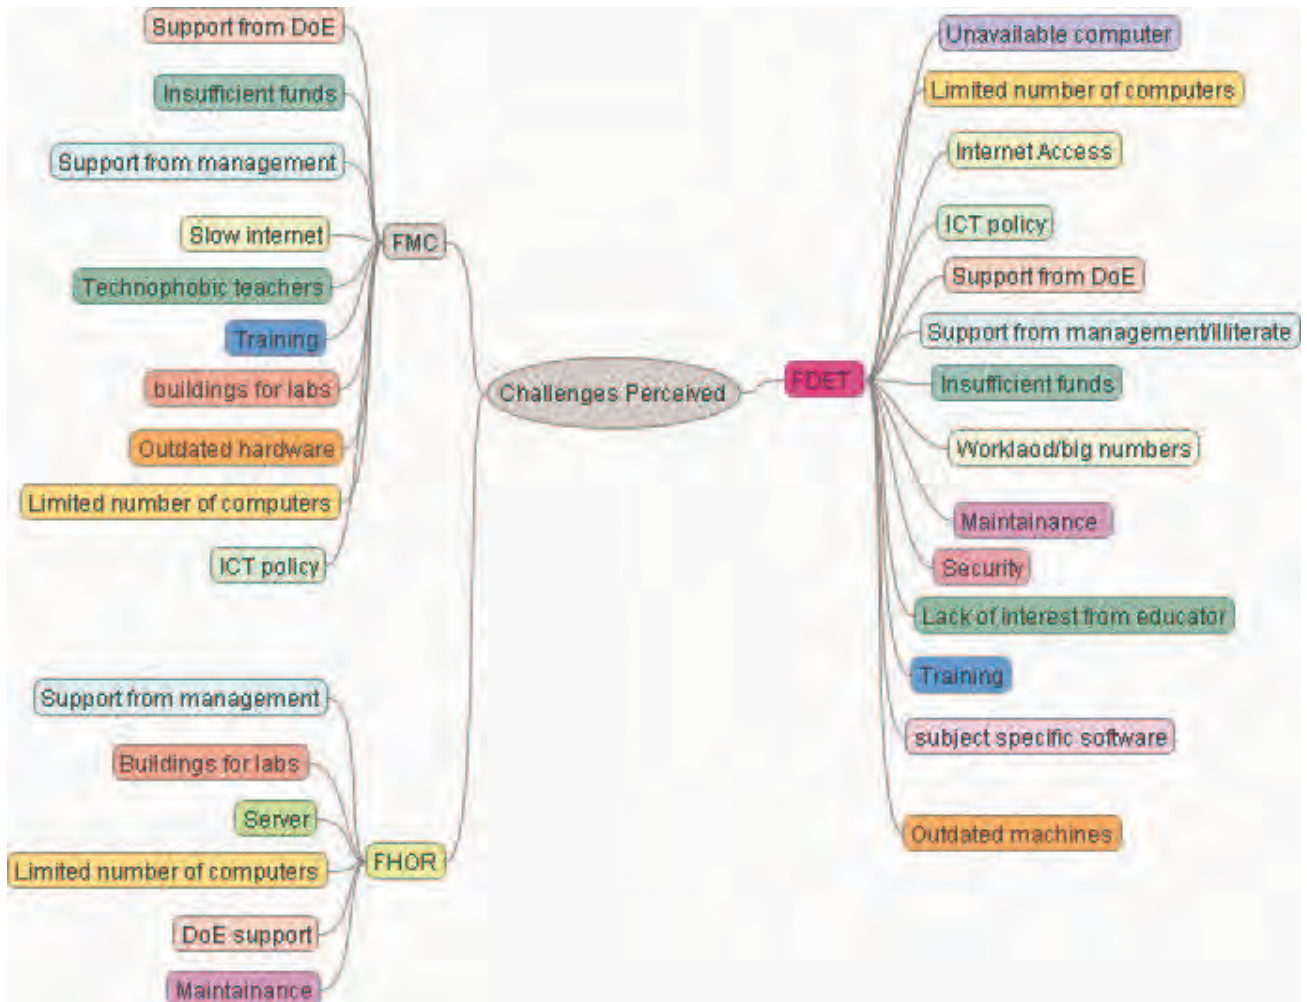 Support from DoE
Insufficient funds
Support from management
Slow internet
Technophobic teachers
Training
buildings for labs
Outdated hardware
Limited number of computers
ICT policy
FMC
Support from management
Buildings for labs
Server
Limited number of computers
DoE support
Maintainance
FHOR
Challenges Perceived
FDET
Unavailable computer
Limited number of computers
Internet Access
ICT policy
Support from DoE
Support from management/illiterate
Insufficient funds
Worklaod/big numbers
Maintainance
Security
Lack of interest from educator
Training
subject specific software
Outdated machines